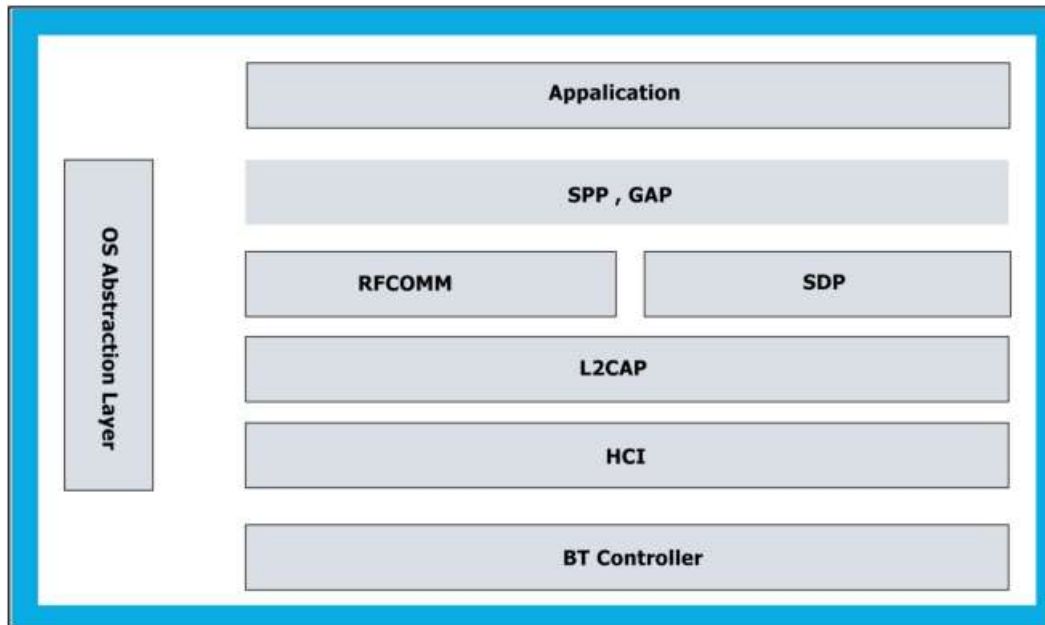 Appalication
SPP , GAP
OS Abstraction Layer
RFCOMM
SDP
L2CAP
HCI
BT Controller